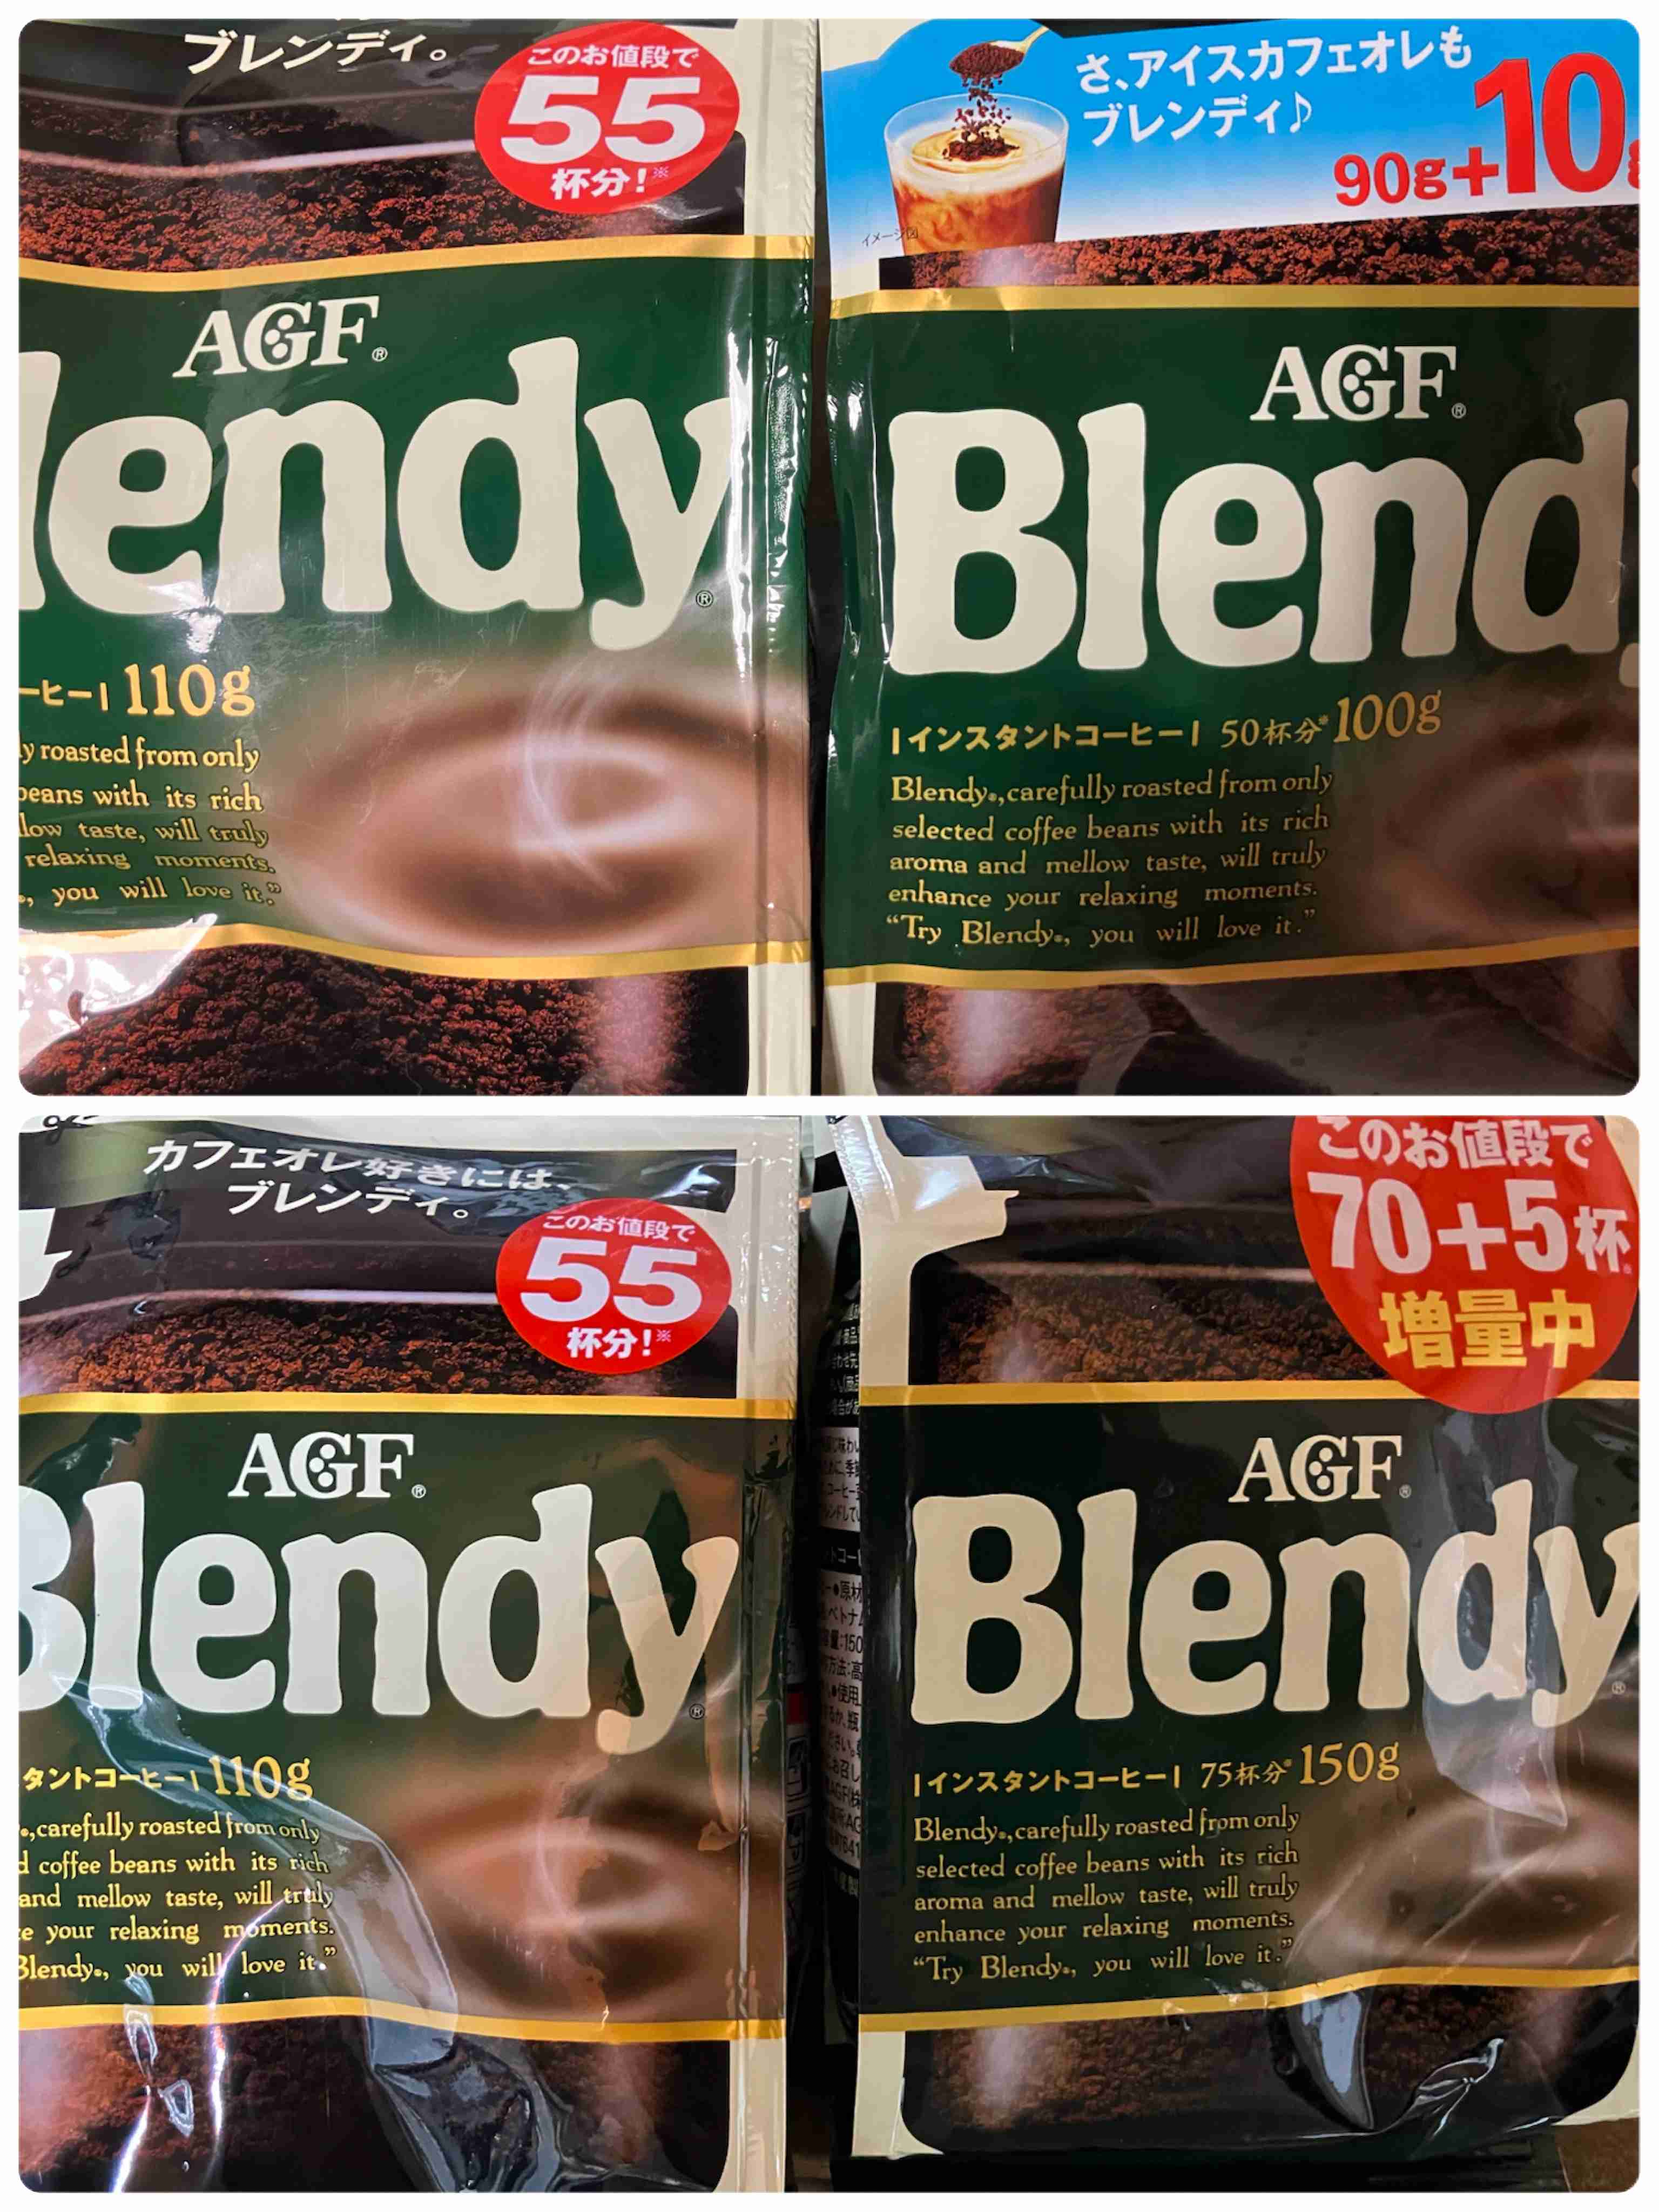 ブレンディ。
このお値段で
55
杯分!※
AGF®
lendy®
ーヒー| 110g
y roasted from only
beans with its rich
low taste, will truly
relaxing moments.
you will love it."
さ、アイスカフェオレも
ブレンディ♪
90g+10g
イメージ図
AGF®
Blendy
|インスタントコーヒー| 50杯分※100g
Blendy®, carefully roasted from only
selected coffee beans with its rich
aroma and mellow taste, will truly
enhance your relaxing moments.
"Try Blendy®, you will love it."
カフェオレ好きには、
ブレンディ。
このお値段で
55
杯分!※
AGF®
Blendy®
タントコーヒー| 110g
®, carefully roasted from only
d coffee beans with its rich
and mellow taste, will truly
e your relaxing moments.
Blendy®, you will love it."
このお値段で
70+5杯※
増量中
AGF®
Blendy®
|インスタントコーヒー| 75杯分※150g
Blendy®, carefully roasted from only
selected coffee beans with its rich
aroma and mellow taste, will truly
enhance your relaxing moments.
"Try Blendy®, you will love it."